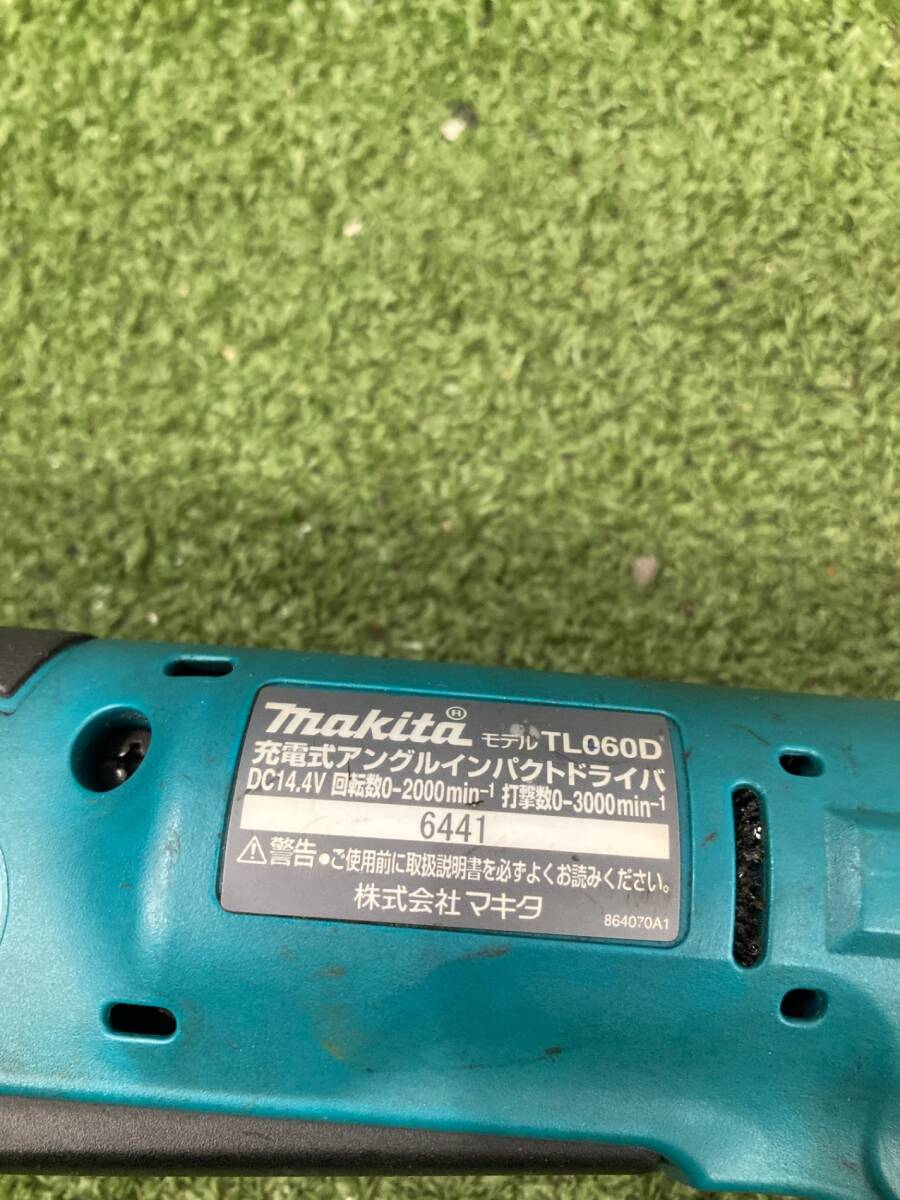 makita® モデル TL060D
充電式アングルインパクトドライバ
DC14.4V 回転数0-2000min⁻¹ 打撃数0-3000min⁻¹
6441
⚠警告●ご使用前に取扱説明書を必ずよくお読みください。
株式会社 マキタ 864070A1